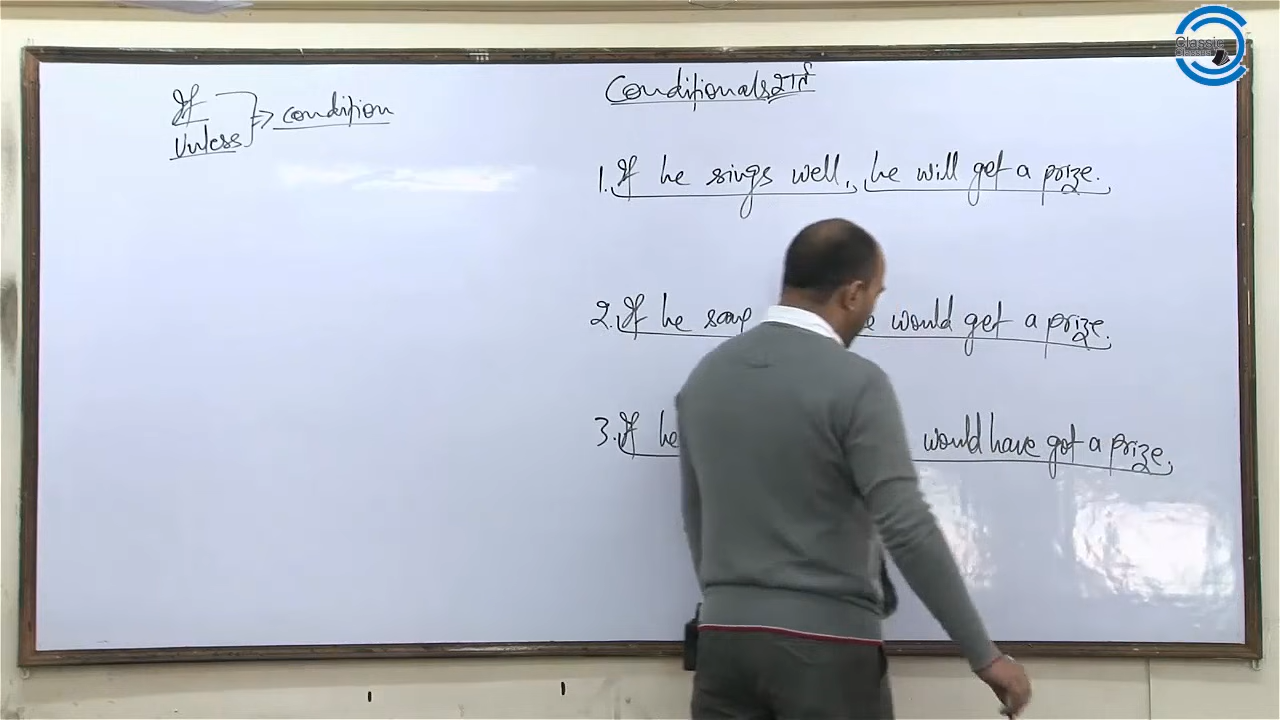 If
Unless
condition
Conditionals शर्त
1. If he sings well, he will get a prize.
2. If he sang would get a prize.
3. If he would have got a prize.
Classic